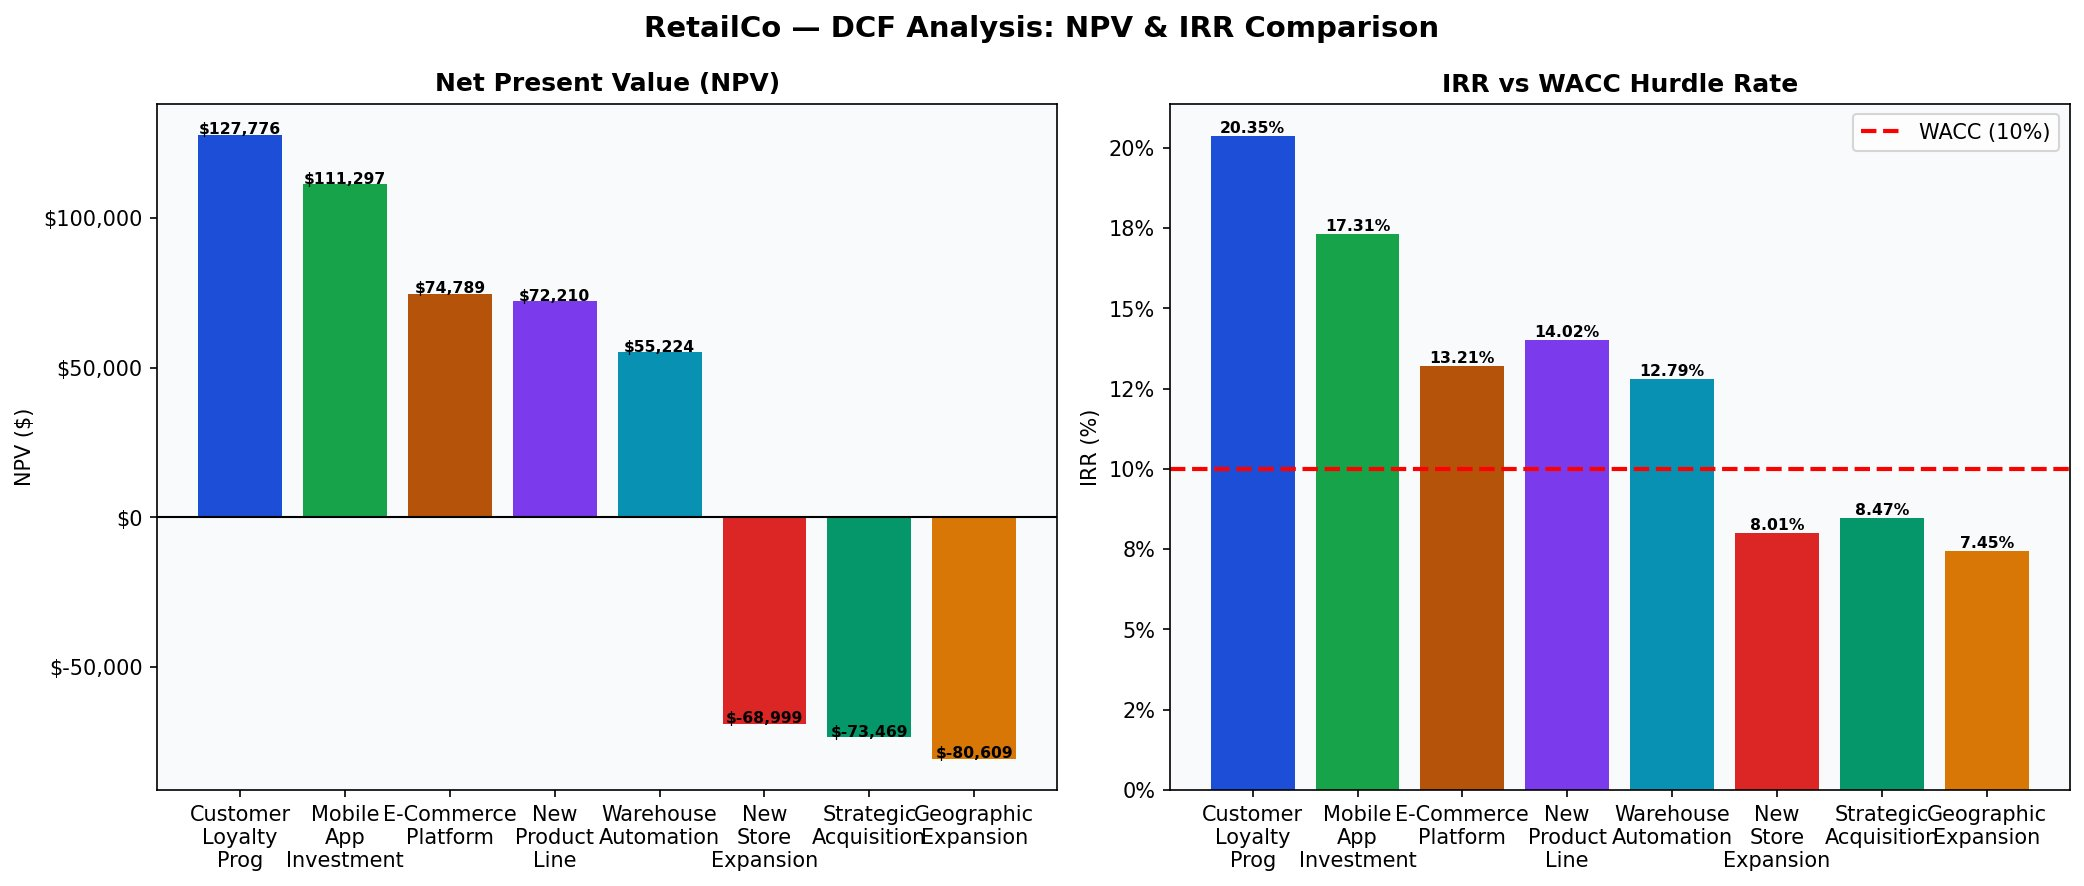 RetailCo — DCF Analysis: NPV & IRR Comparison
Net Present Value (NPV)
NPV ($)
$100,000
$50,000
$0
$-50,000
$127,776
$111,297
$74,789
$72,210
$55,224
$-68,999
$-73,469
$-80,609
Customer
Loyalty
Prog
Mobile
App
Investment
E-Commerce
Platform
New
Product
Line
Warehouse
Automation
New
Store
Expansion
Strategic
Acquisition
Geographic
Expansion
IRR vs WACC Hurdle Rate
WACC (10%)
IRR (%)
20%
18%
15%
12%
10%
8%
5%
2%
0%
20.35%
17.31%
13.21%
14.02%
12.79%
8.01%
8.47%
7.45%
Customer
Loyalty
Prog
Mobile
App
Investment
E-Commerce
Platform
New
Product
Line
Warehouse
Automation
New
Store
Expansion
Strategic
Acquisition
Geographic
Expansion